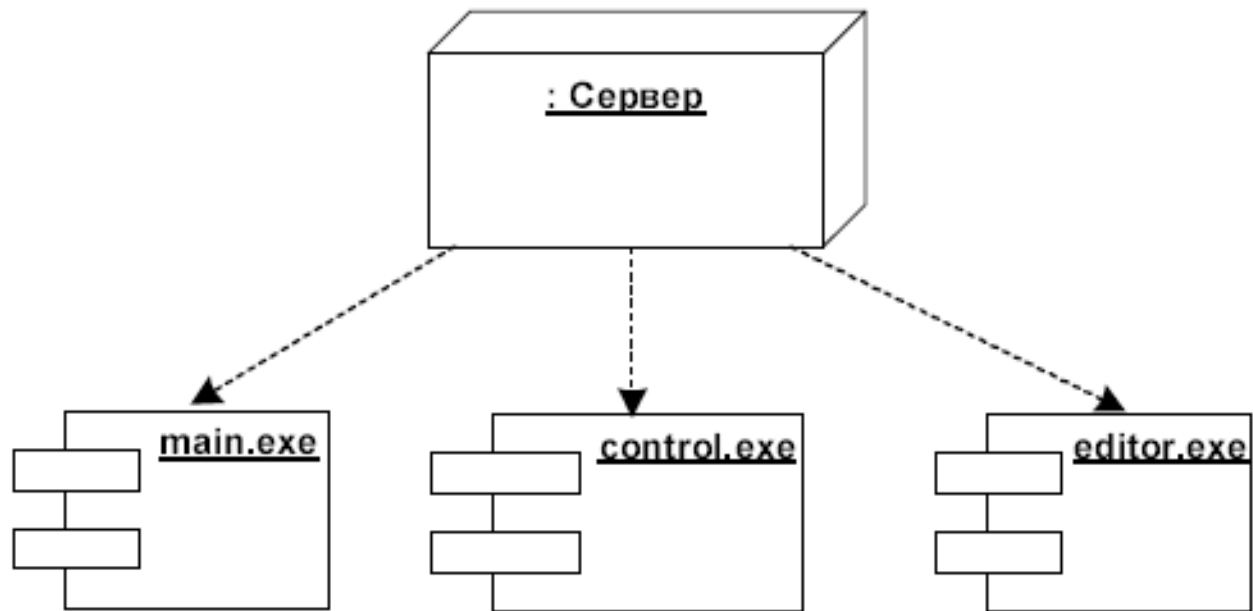 : Сервер
main.exe
control.exe
editor.exe